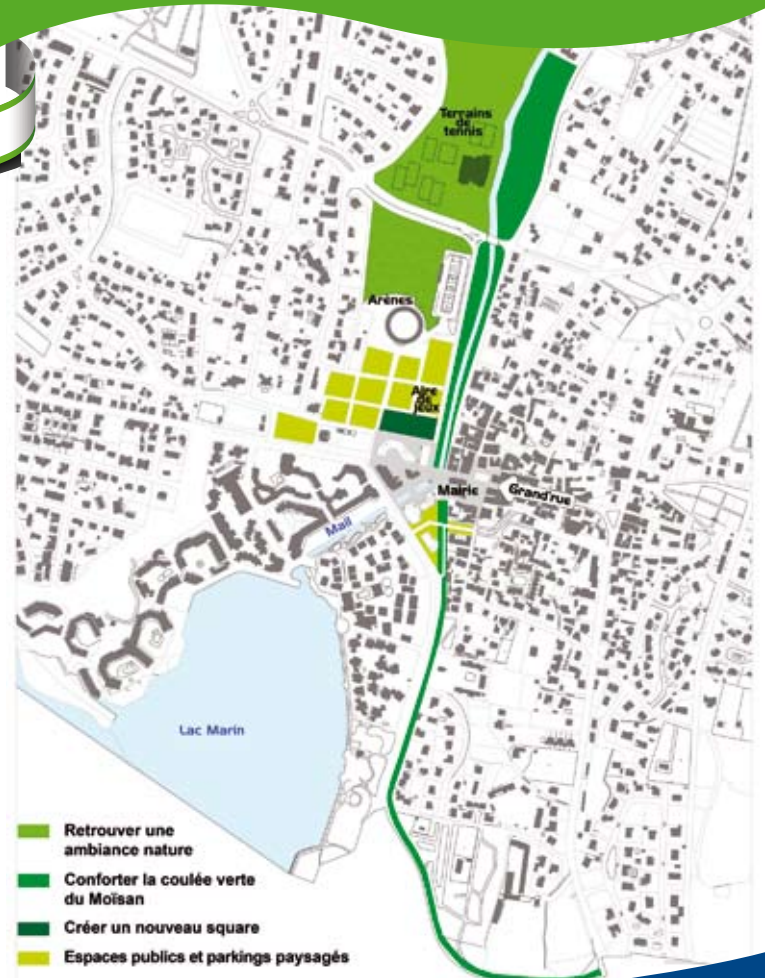 Terrains
de
tennis
Arènes
Aire
de
jeux
Mairie
Grand'rue
Mail
Lac Marin
Retrouver une
ambiance nature
Conforter la coulée verte
du Moïsan
Créer un nouveau square
Espaces publics et parkings paysagés